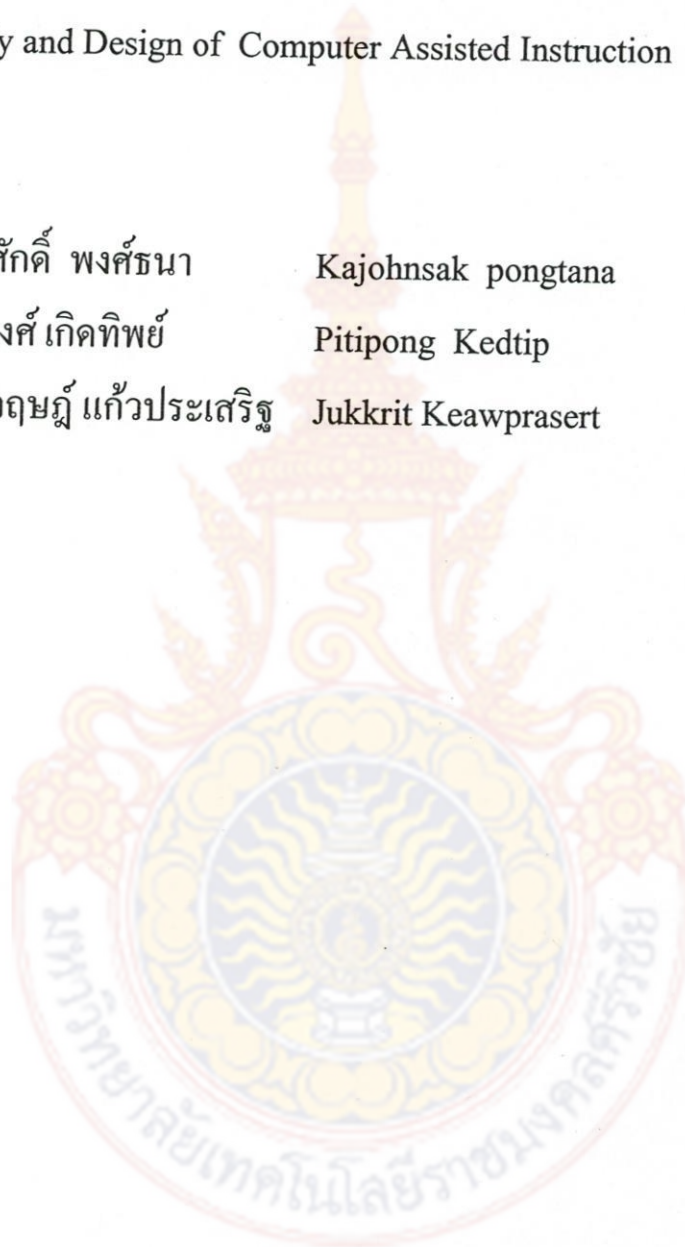 y and Design of Computer Assisted Instruction
ศักดิ์ พงศ์ธนา Kajohnsak pongtana
งศ์ เกิดทิพย์ Pitipong Kedtip
กฤษฎ์ แก้วประเสริฐ Jukkrit Keawprasert
มหาวิทยาลัยเทคโนโลยีราชมงคลศรีวิชัย